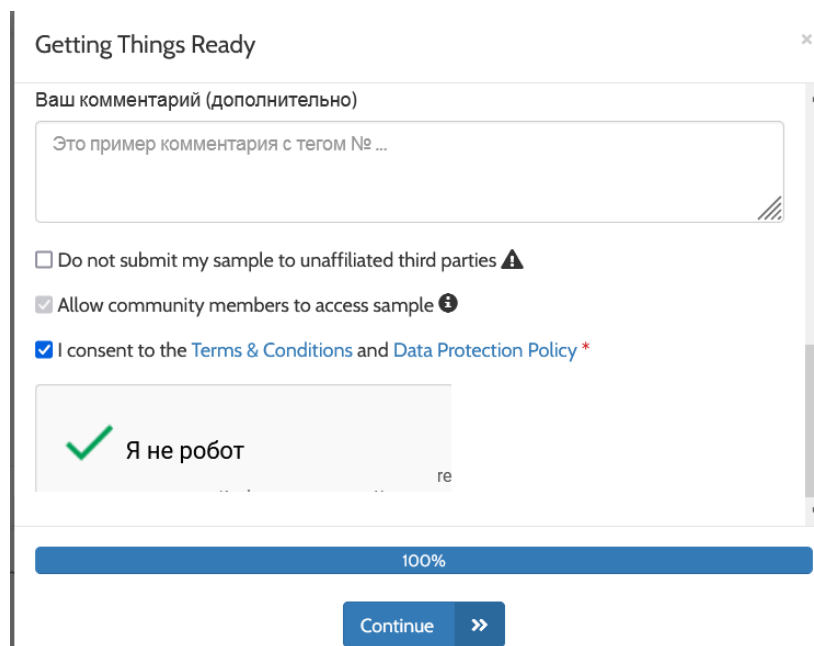 Getting Things Ready
Ваш комментарий (дополнительно)
Это пример комментария с тегом № ...
Do not submit my sample to unaffiliated third parties
Allow community members to access sample
I consent to the Terms & Conditions and Data Protection Policy *
Я не робот
re
100%
Continue